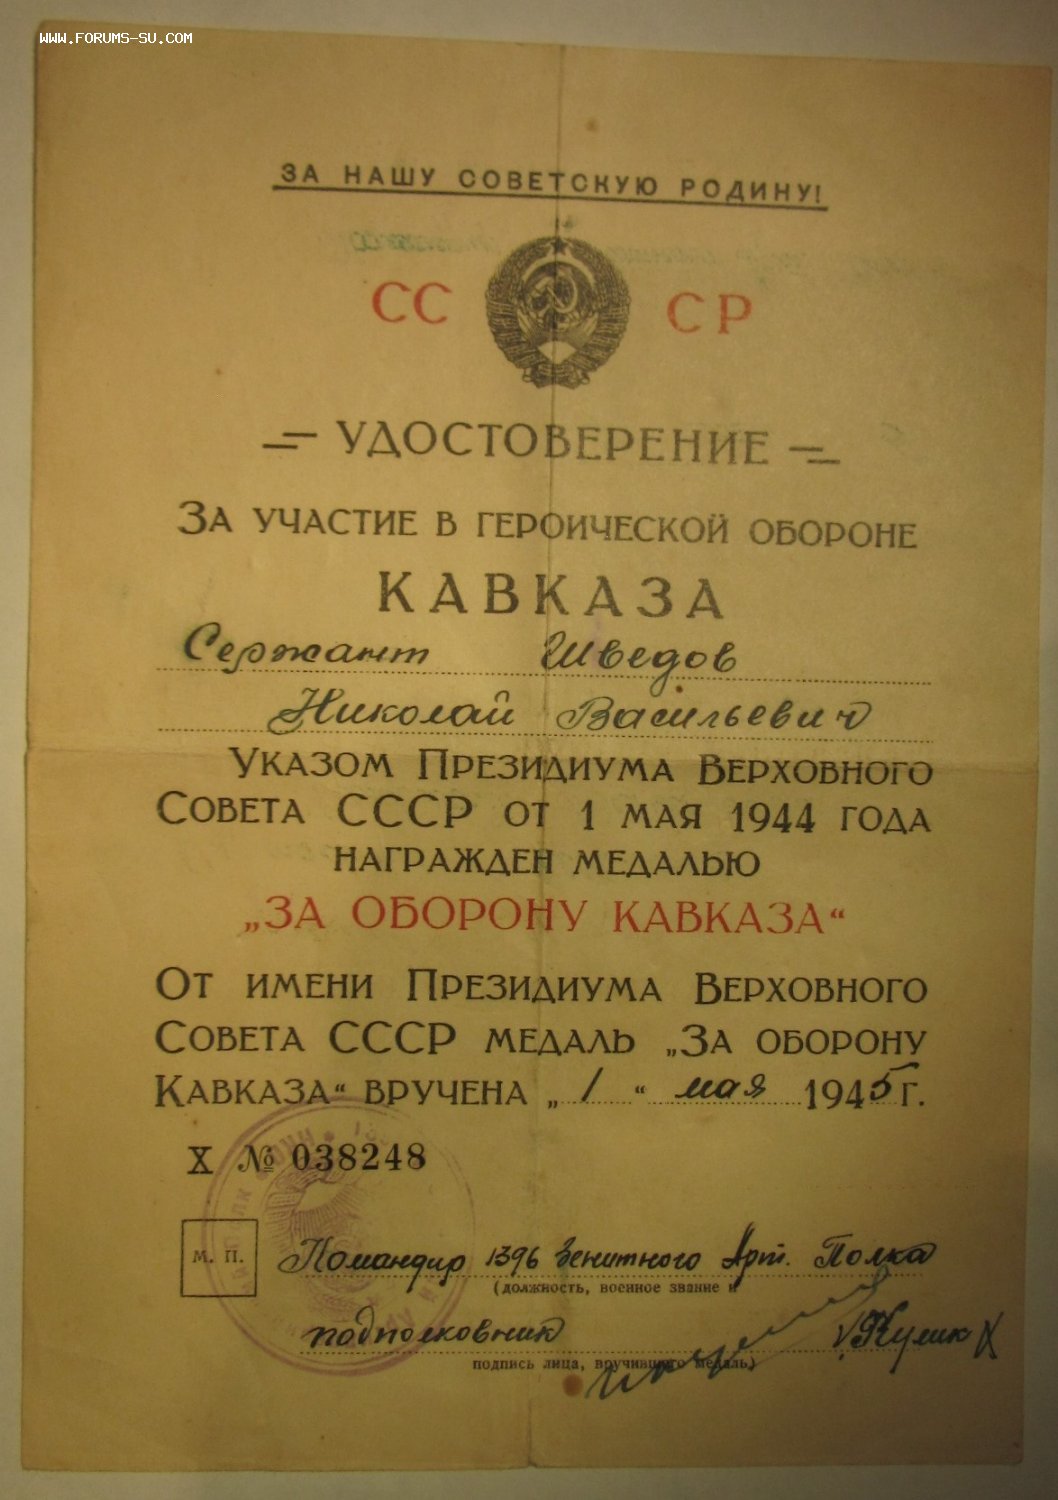 WWW.FORUMS-SU.COM
ЗА НАШУ СОВЕТСКУЮ РОДИНУ!
СС СР
УДОСТОВЕРЕНИЕ
ЗА УЧАСТИЕ В ГЕРОИЧЕСКОЙ ОБОРОНЕ
КАВКАЗА
Сержант Шведов
Николай Васильевич
УКАЗОМ ПРЕЗИДИУМА ВЕРХОВНОГО
СОВЕТА СССР ОТ 1 МАЯ 1944 ГОДА
НАГРАЖДЕН МЕДАЛЬЮ
„ЗА ОБОРОНУ КАВКАЗА“
ОТ ИМЕНИ ПРЕЗИДИУМА ВЕРХОВНОГО
СОВЕТА СССР МЕДАЛЬ „ЗА ОБОРОНУ
КАВКАЗА“ ВРУЧЕНА „1“ мая 1945 Г.
Х № 038248
М. П.
Командир 1396 Зенитного Арт. Полка
(должность, военное звание и
подполковник /Кулик/
подпись лица, вручившего медаль)